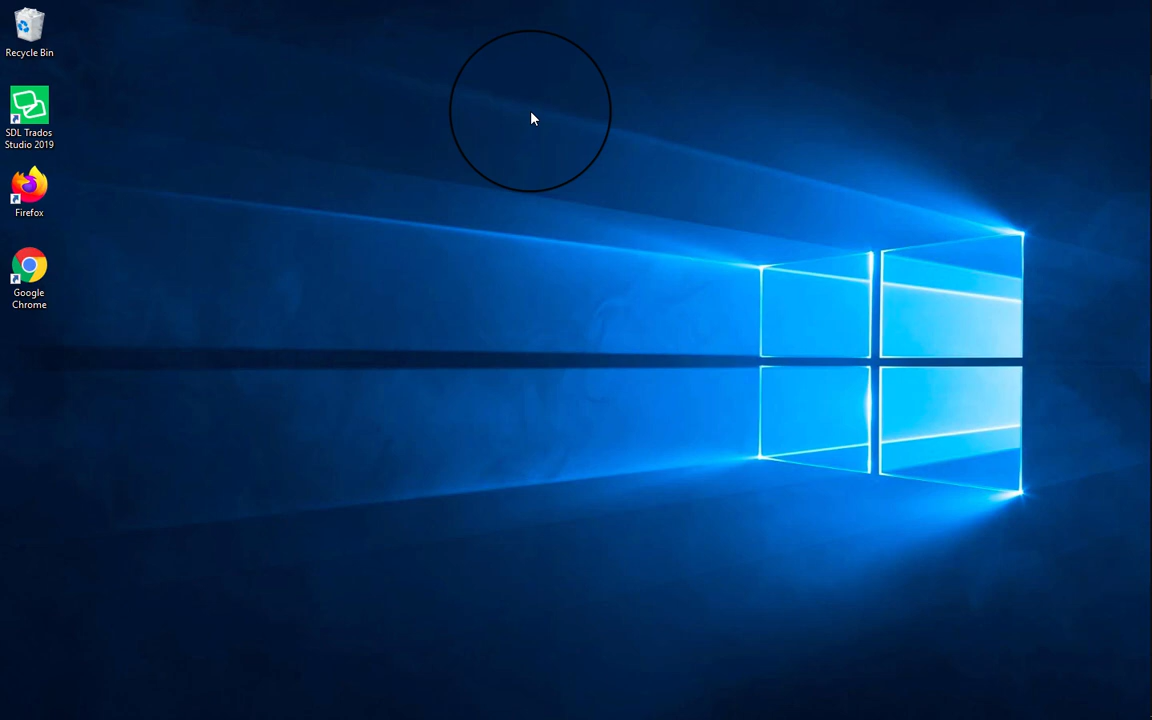 Recycle Bin
SDL Trados
Studio 2019
Firefox
Google
Chrome